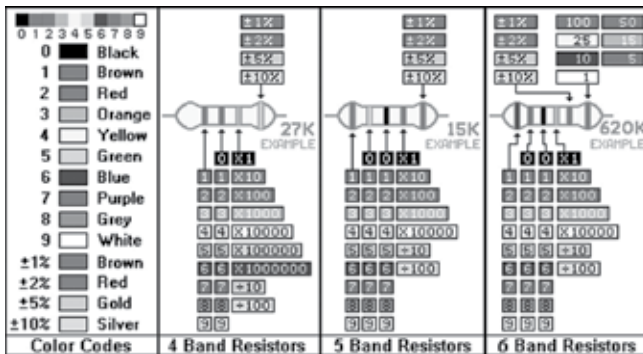 0 1 2 3 4 5 6 7 8 9
0 Black
1 Brown
2 Red
3 Orange
4 Yellow
5 Green
6 Blue
7 Purple
8 Grey
9 White
±1% Brown
±2% Red
±5% Gold
±10% Silver
Color Codes
±1%
±2%
±5%
±10%
27K
EXAMPLE
0 X1
1 1 X10
2 2 X100
3 3 X1000
4 4 X10000
5 5 X100000
6 6 X1000000
7 7 ÷10
8 8 ÷100
9 9
4 Band Resistors
±1%
±2%
±5%
±10%
15K
EXAMPLE
0 0 X1
1 1 1 X10
2 2 2 X100
3 3 3 X1000
4 4 4 X10000
5 5 5 ÷10
6 6 6 ÷100
7 7 7
8 8 8
9 9 9
5 Band Resistors
±1% 100 50
±2% 25 15
±5% 10 5
±10% 1
620K
EXAMPLE
0 0 X1
1 1 1 X10
2 2 2 X100
3 3 3 X1000
4 4 4 X10000
5 5 5 ÷10
6 6 6 ÷100
7 7 7
8 8 8
9 9 9
6 Band Resistors